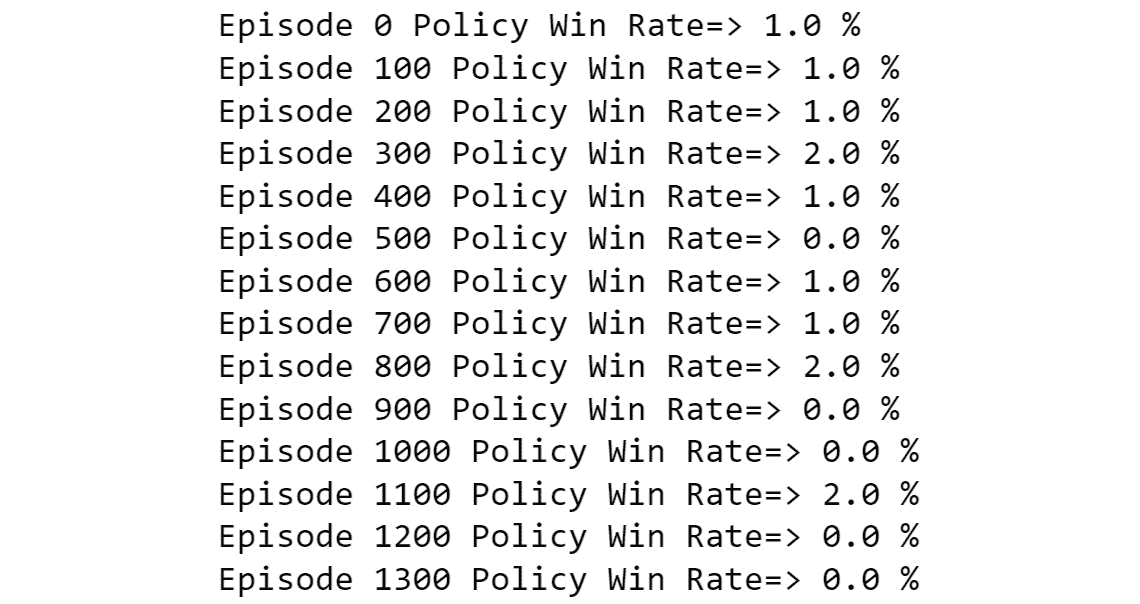 Episode 0 Policy Win Rate=> 1.0 %
Episode 100 Policy Win Rate=> 1.0 %
Episode 200 Policy Win Rate=> 1.0 %
Episode 300 Policy Win Rate=> 2.0 %
Episode 400 Policy Win Rate=> 1.0 %
Episode 500 Policy Win Rate=> 0.0 %
Episode 600 Policy Win Rate=> 1.0 %
Episode 700 Policy Win Rate=> 1.0 %
Episode 800 Policy Win Rate=> 2.0 %
Episode 900 Policy Win Rate=> 0.0 %
Episode 1000 Policy Win Rate=> 0.0 %
Episode 1100 Policy Win Rate=> 2.0 %
Episode 1200 Policy Win Rate=> 0.0 %
Episode 1300 Policy Win Rate=> 0.0 %